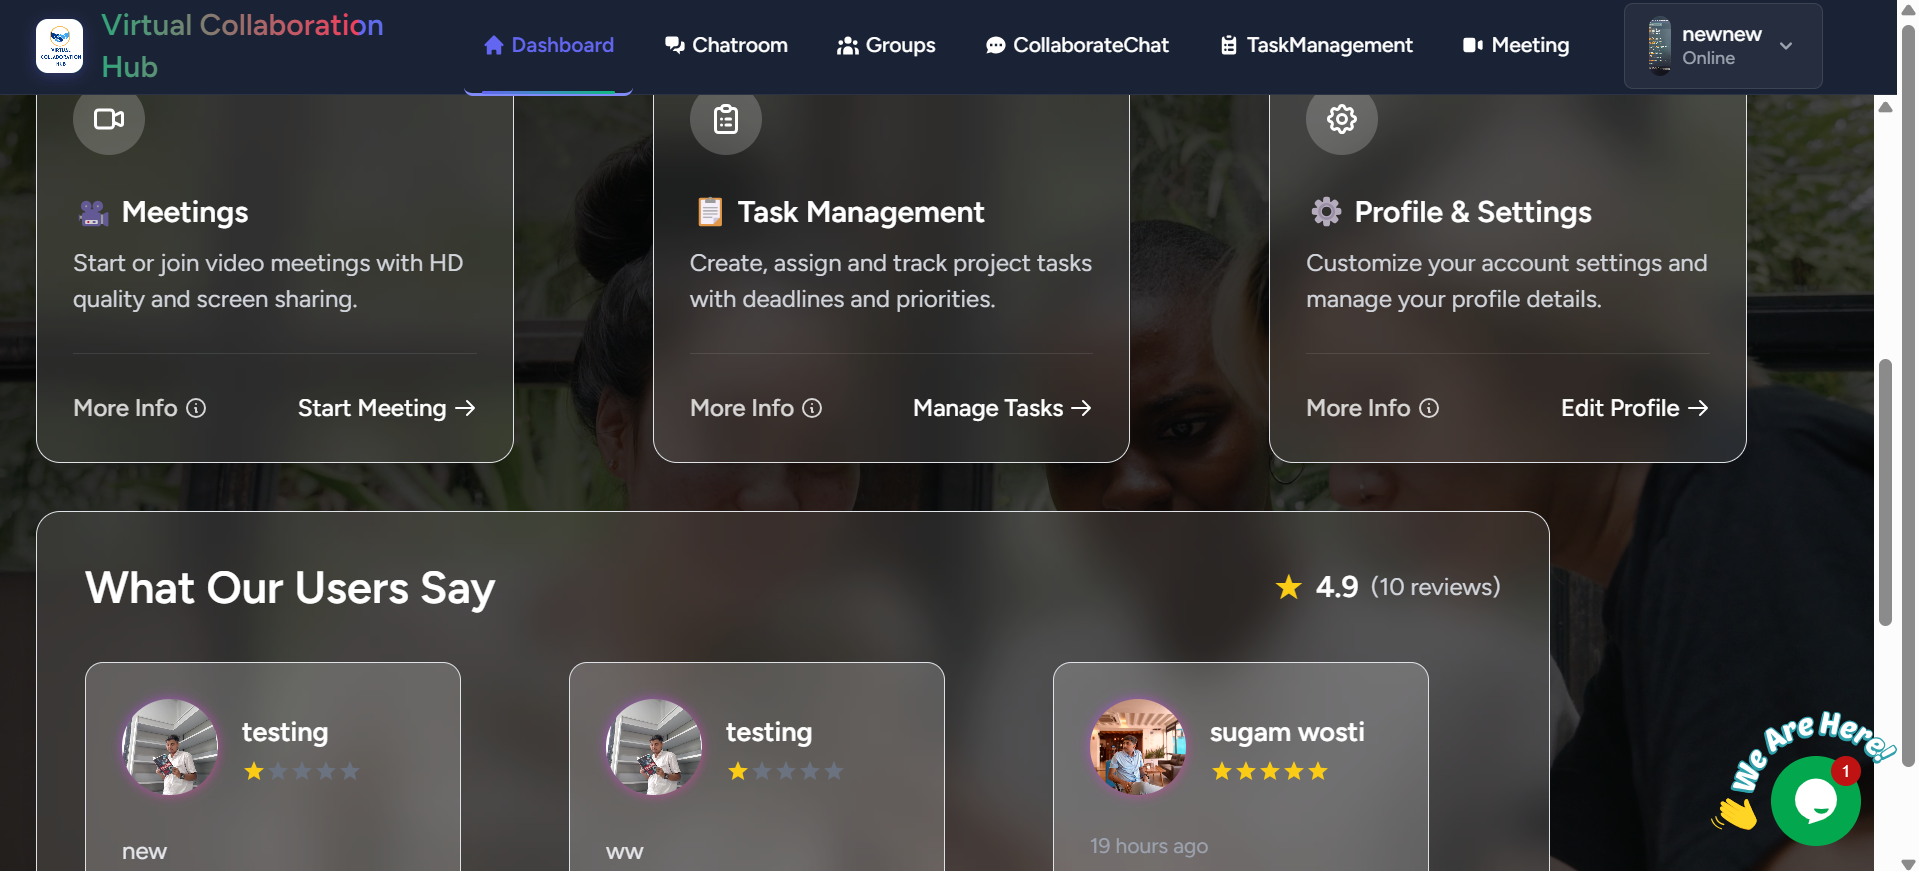 VIRTUAL
COLLABORATION
HUB
Virtual Collaboration
Hub
Dashboard
Chatroom
Groups
CollaborateChat
TaskManagement
Meeting
newnew
Online
Meetings
Start or join video meetings with HD
quality and screen sharing.
More Info
Start Meeting
Task Management
Create, assign and track project tasks
with deadlines and priorities.
More Info
Manage Tasks
Profile & Settings
Customize your account settings and
manage your profile details.
More Info
Edit Profile
What Our Users Say
4.9 (10 reviews)
testing
new
testing
ww
sugam wosti
19 hours ago
We Are Here!
1